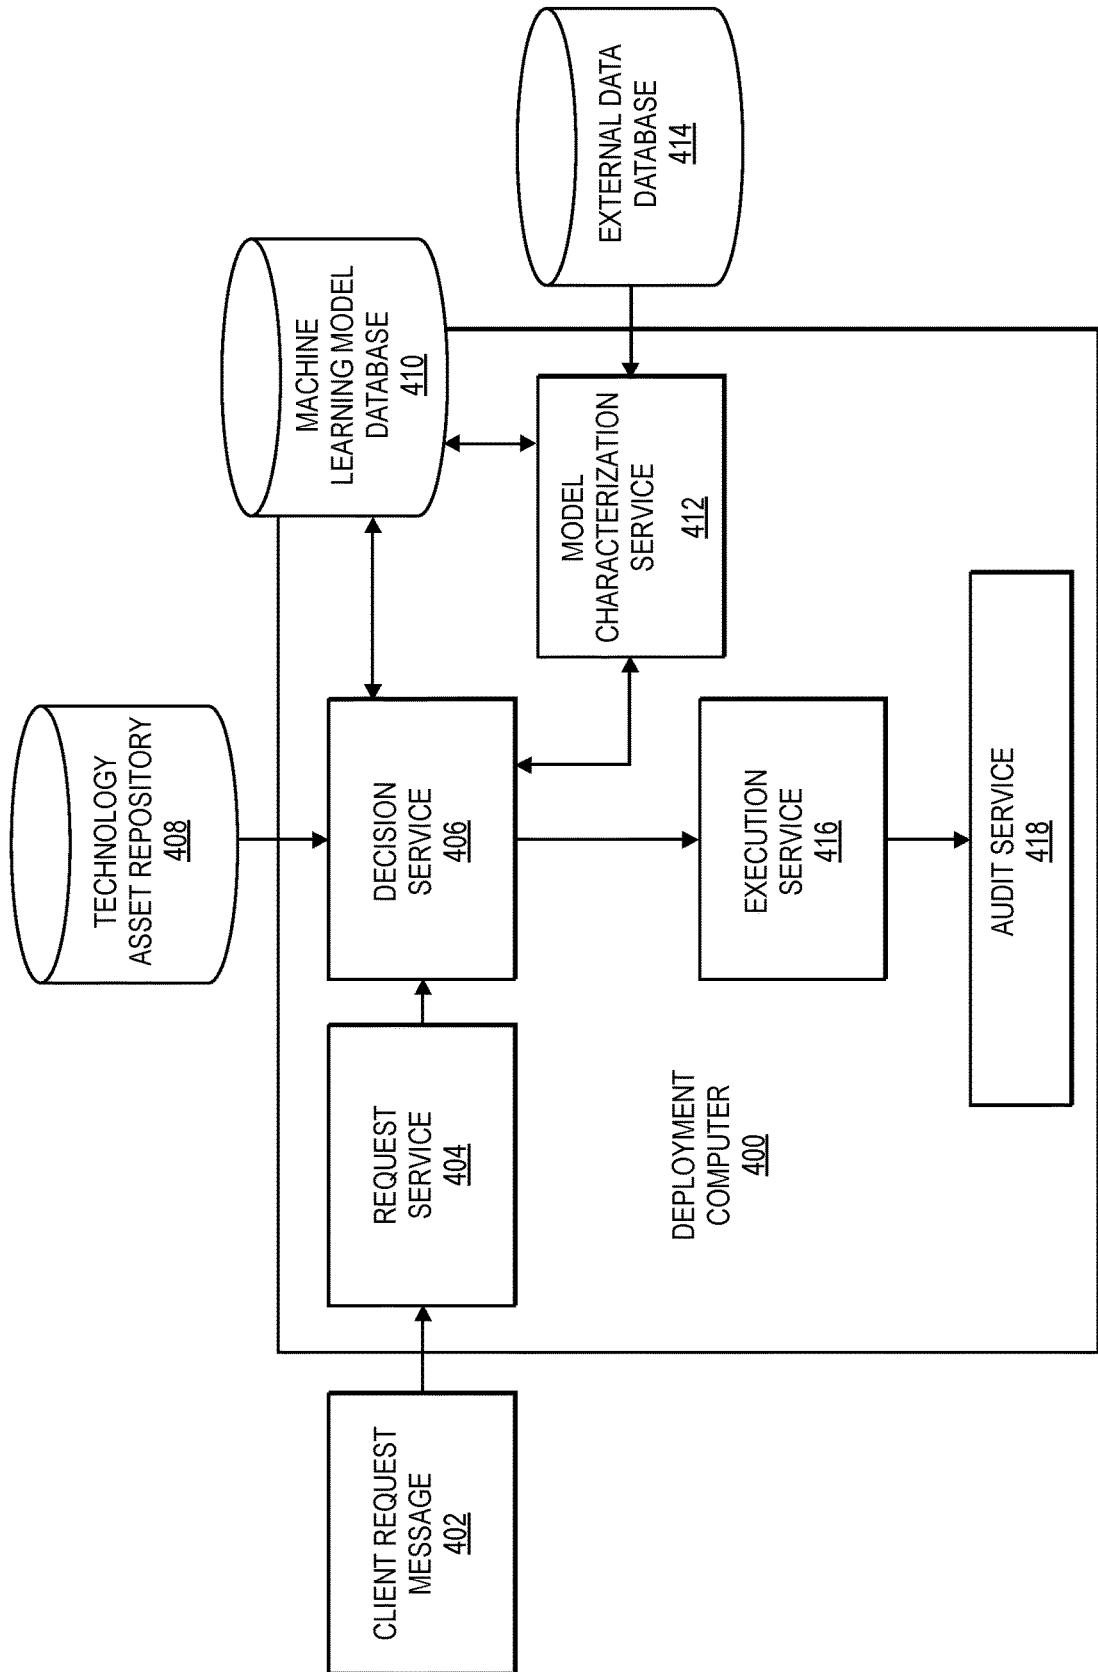 CLIENT REQUEST
MESSAGE
402
REQUEST
SERVICE
404
DECISION
SERVICE
406
TECHNOLOGY
ASSET REPOSITORY
408
MACHINE
LEARNING MODEL
DATABASE
410
MODEL
CHARACTERIZATION
SERVICE
412
EXTERNAL DATA
DATABASE
414
EXECUTION
SERVICE
416
AUDIT SERVICE
418
DEPLOYMENT
COMPUTER
400